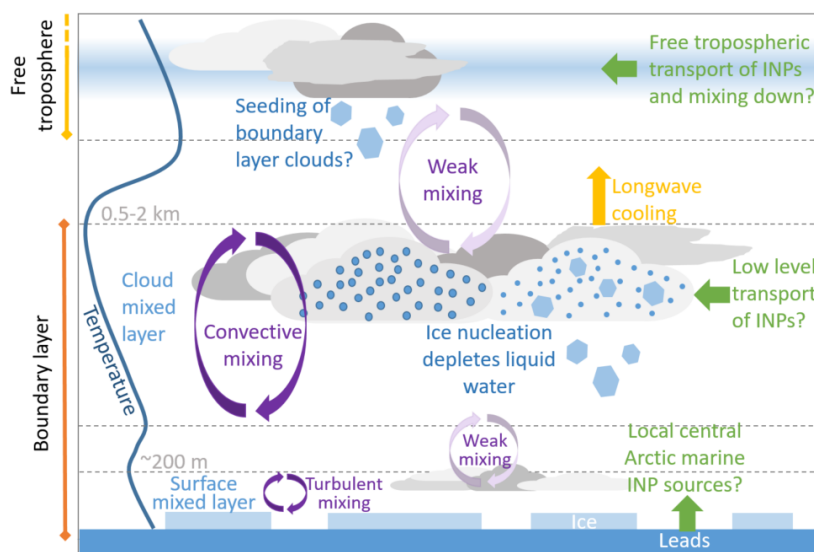 Free
troposphere
Free tropospheric
transport of INPs
and mixing down?
Seeding of
boundary
layer clouds?
Weak
mixing
Longwave
cooling
0.5-2 km
Cloud
mixed
layer
Low level
transport
of INPs?
Convective
mixing
Ice nucleation
depletes liquid
water
Temperature
Boundary layer
Weak
mixing
Local central
Arctic marine
INP sources?
~200 m
Surface
mixed layer
Turbulent
mixing
Ice
Leads